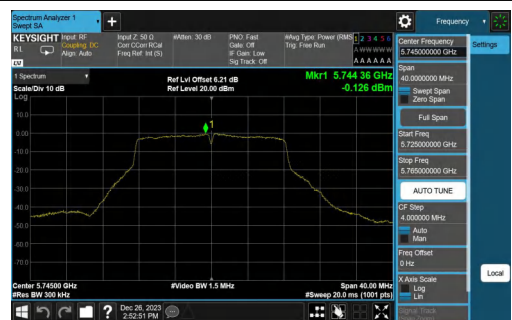 Spectrum Analyzer 1
Swept SA
Frequency
KEYSIGHT
RL
Input: RF
Coupling: DC
Align: Auto
Input Z: 50 Ω
Corr CCorr RCal
Freq Ref: Int (S)
#Atten: 30 dB
PNO: Fast
Gate: Off
IF Gain: Low
Sig Track: Off
#Avg Type: Power (RMS
Trig: Free Run
1 2 3 4 5 6
A W W W W W
A A A A A A
LXI
1 Spectrum
Scale/Div 10 dB
Ref Lvl Offset 6.21 dB
Ref Level 20.00 dBm
Mkr1 5.744 36 GHz
-0.126 dBm
Log
10.0
0.00
-10.0
-20.0
-30.0
-40.0
-50.0
-60.0
-70.0
1
Center 5.74500 GHz
#Res BW 300 kHz
#Video BW 1.5 MHz
Span 40.00 MHz
#Sweep 20.0 ms (1001 pts)
Dec 26, 2023
2:52:51 PM
Center Frequency
5.745000000 GHz
Settings
Span
40.0000000 MHz
Swept Span
Zero Span
Full Span
Start Freq
5.725000000 GHz
Stop Freq
5.765000000 GHz
AUTO TUNE
CF Step
4.000000 MHz
Auto
Man
Freq Offset
0 Hz
X Axis Scale
Log
Lin
Local
Signal Track